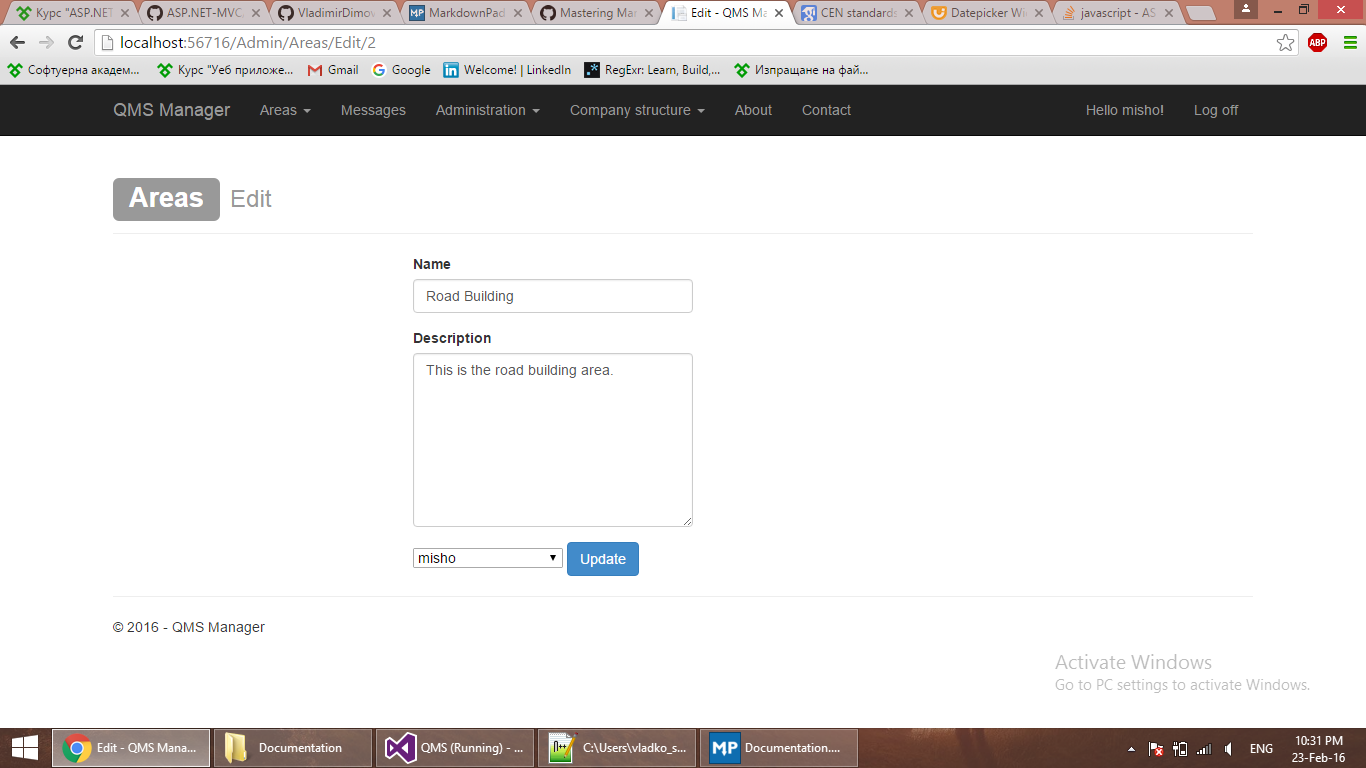 Курс "ASP.NET
ASP.NET-MVC
VladimirDimov
MarkdownPad
Mastering Mar
Edit - QMS Ma
CEN standards
Datepicker Wi
javascript - AS
localhost:56716/Admin/Areas/Edit/2
ABP
Софтуерна академ...
Курс "Уеб приложе...
Gmail
Google
Welcome! | LinkedIn
RegExr: Learn, Build,...
Изпращане на фай...
QMS Manager
Areas
Messages
Administration
Company structure
About
Contact
Hello misho!
Log off
Areas Edit
Name
Road Building
Description
This is the road building area.
misho
Update
© 2016 - QMS Manager
Activate Windows
Go to PC settings to activate Windows.
Edit - QMS Mana...
Documentation
QMS (Running) - ...
C:\Users\vladko_s...
MP
Documentation....
ENG
10:31 PM
23-Feb-16